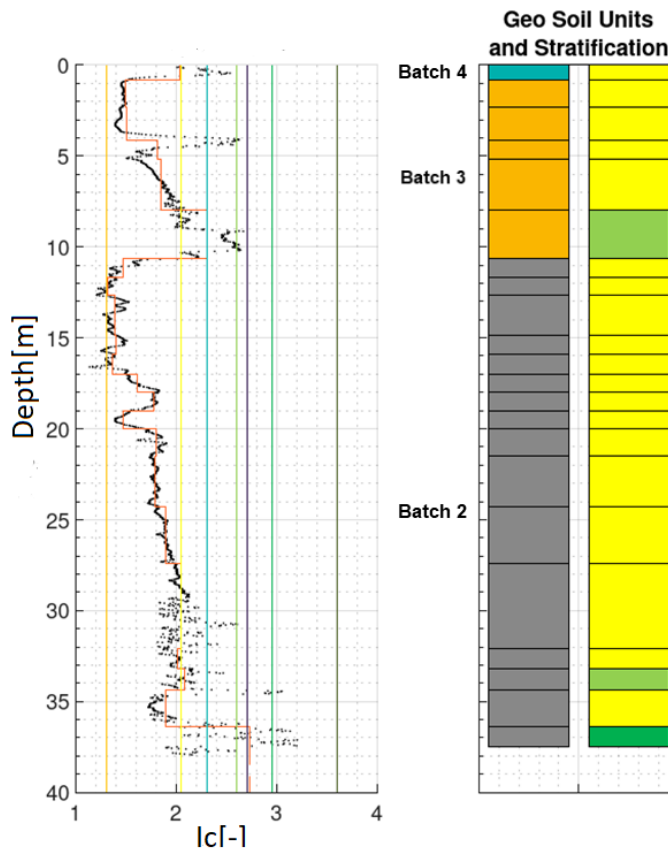 Geo Soil Units
and Stratification
Batch 4
Batch 3
Batch 2
0
5
10
15
20
25
30
35
40
Depth[m]
1
2
3
4
Ic[-]